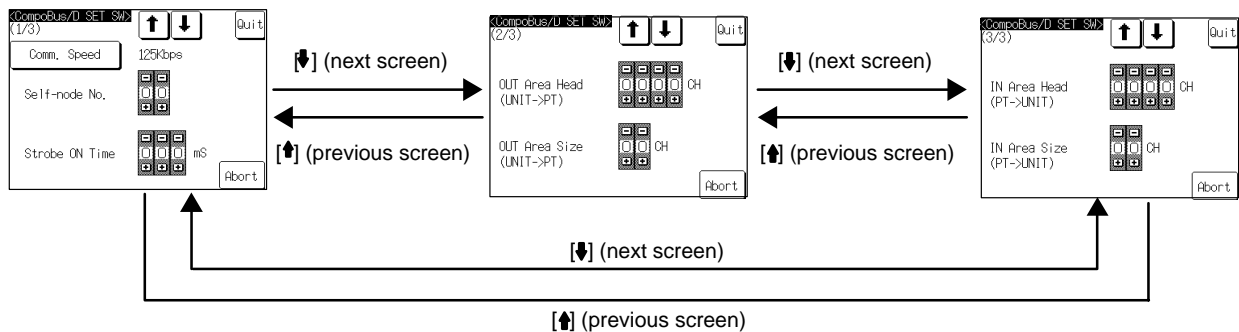 <CompoBus/D SET SW>
(1/3)
↑ ↓
Quit
Comm. Speed 125Kbps
Self-node No.
- -
0 0
+ +
Strobe ON Time
- - -
0 0 0 mS
+ + +
Abort
[⬇] (next screen)
[⬆] (previous screen)
<CompoBus/D SET SW>
(2/3)
↑ ↓
Quit
OUT Area Head
(UNIT->PT)
- - - -
0 0 0 0 CH
+ + + +
OUT Area Size
(UNIT->PT)
- -
0 0 CH
+ +
Abort
[⬇] (next screen)
[⬆] (previous screen)
<CompoBus/D SET SW>
(3/3)
↑ ↓
Quit
IN Area Head
(PT->UNIT)
- - - -
0 0 0 0 CH
+ + + +
IN Area Size
(PT->UNIT)
- -
0 0 CH
+ +
Abort
[⬇] (next screen)
[⬆] (previous screen)